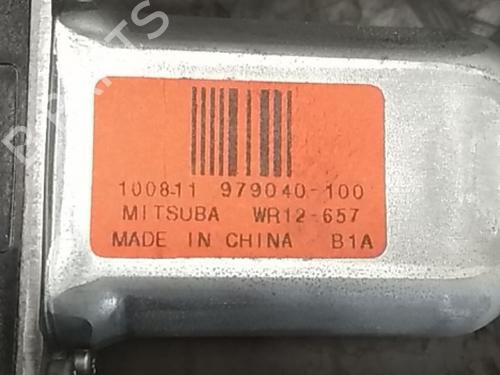 100811 979040-100
MITSUBA WR12-657
MADE IN CHINA B1A